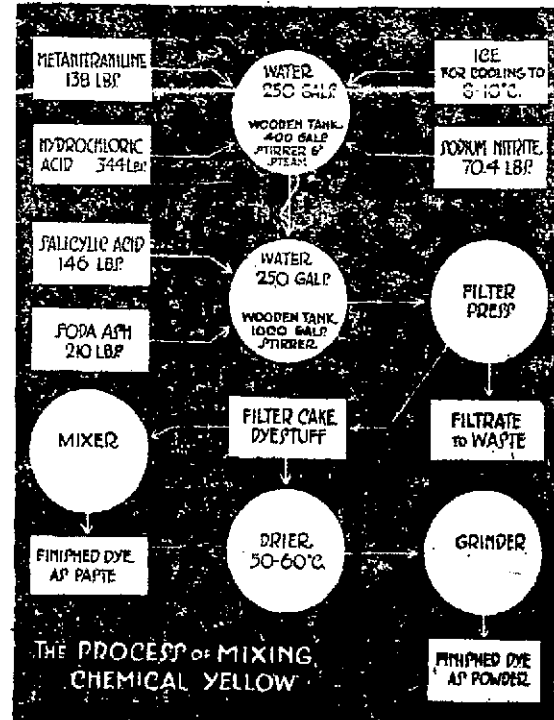 METANITRANILINE
138 LBS.
WATER
250 GALS.
WOODEN TANK
400 GALS.
STIRRER &
STEAM
ICE
FOR COOLING TO
8-10°C.
HYDROCHLORIC
ACID 344 LBS.
SODIUM NITRITE
70.4 LBS.
SALICYLIC ACID
146 LBS.
WATER
250 GALS.
WOODEN TANK
1000 GALS.
STIRRER
FILTER
PRESS
SODA ASH
210 LBS.
MIXER
FILTER CAKE
DYESTUFF
FILTRATE
TO WASTE
FINISHED DYE
AS PASTE
DRIER
50-60°C.
GRINDER
THE PROCESS OF MIXING
CHEMICAL YELLOW
FINISHED DYE
AS POWDER